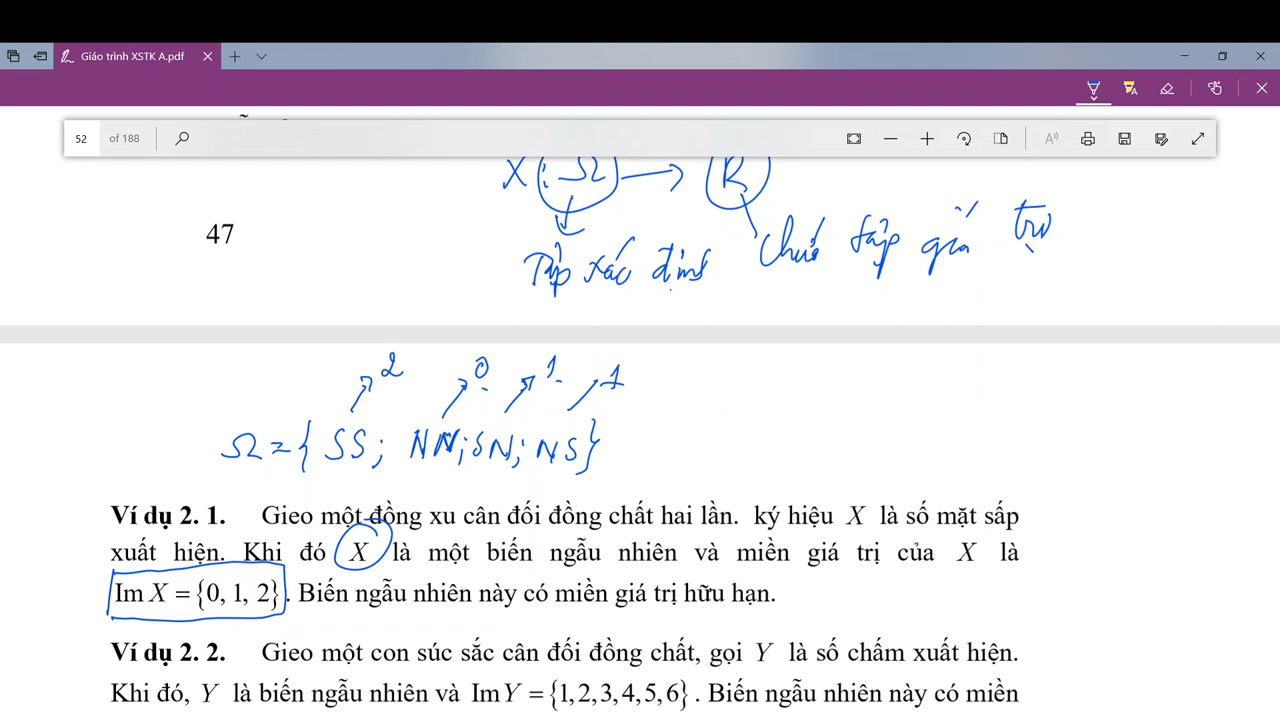 Giáo trình XSTK A.pdf
52 of 188
X : Ω → R
47
Tập xác định
chứa tập giá trị
2 0 1 1
Ω = { SS; NN; SN; NS}
Ví dụ 2. 1. Gieo một đồng xu cân đối đồng chất hai lần. ký hiệu X là số mặt sấp
xuất hiện. Khi đó X là một biến ngẫu nhiên và miền giá trị của X là
Im X = {0, 1, 2}. Biến ngẫu nhiên này có miền giá trị hữu hạn.
Ví dụ 2. 2. Gieo một con súc sắc cân đối đồng chất, gọi Y là số chấm xuất hiện.
Khi đó, Y là biến ngẫu nhiên và Im Y = {1,2,3,4,5,6}. Biến ngẫu nhiên này có miền